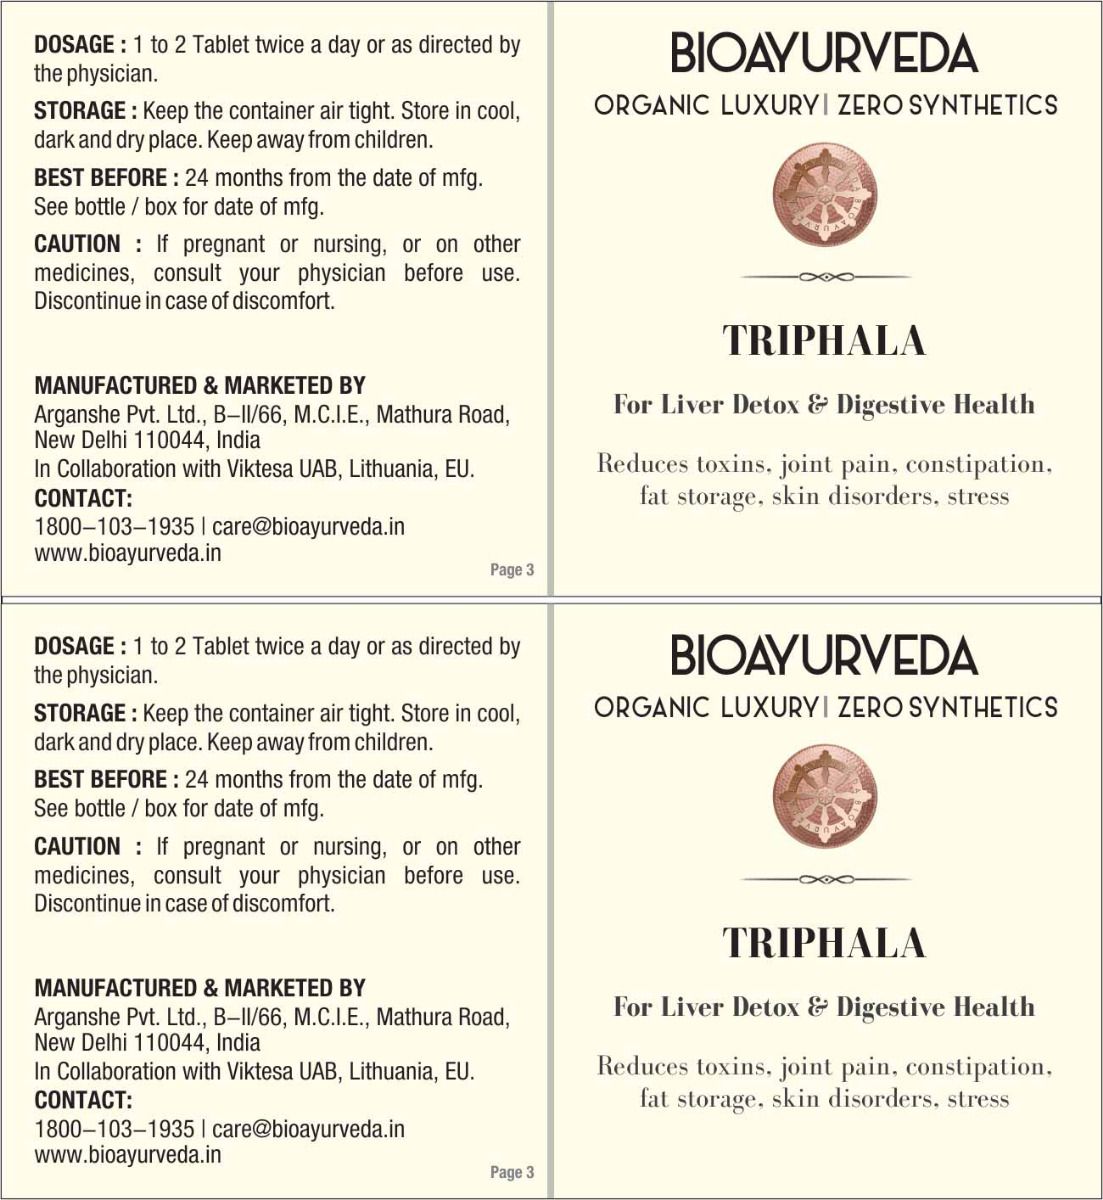 DOSAGE : 1 to 2 Tablet twice a day or as directed by
the physician.
STORAGE : Keep the container air tight. Store in cool,
dark and dry place. Keep away from children.
BEST BEFORE : 24 months from the date of mfg.
See bottle / box for date of mfg.
CAUTION : If pregnant or nursing, or on other
medicines, consult your physician before use.
Discontinue in case of discomfort.
MANUFACTURED & MARKETED BY
Arganshe Pvt. Ltd., B–II/66, M.C.I.E., Mathura Road,
New Delhi 110044, India
In Collaboration with Viktesa UAB, Lithuania, EU.
CONTACT:
1800–103–1935 | care@bioayurveda.in
www.bioayurveda.in
Page 3
BIOAYURVEDA
ORGANIC LUXURY| ZERO SYNTHETICS
TRIPHALA
For Liver Detox & Digestive Health
Reduces toxins, joint pain, constipation,
fat storage, skin disorders, stress
DOSAGE : 1 to 2 Tablet twice a day or as directed by
the physician.
STORAGE : Keep the container air tight. Store in cool,
dark and dry place. Keep away from children.
BEST BEFORE : 24 months from the date of mfg.
See bottle / box for date of mfg.
CAUTION : If pregnant or nursing, or on other
medicines, consult your physician before use.
Discontinue in case of discomfort.
MANUFACTURED & MARKETED BY
Arganshe Pvt. Ltd., B–II/66, M.C.I.E., Mathura Road,
New Delhi 110044, India
In Collaboration with Viktesa UAB, Lithuania, EU.
CONTACT:
1800–103–1935 | care@bioayurveda.in
www.bioayurveda.in
Page 3
BIOAYURVEDA
ORGANIC LUXURY| ZERO SYNTHETICS
TRIPHALA
For Liver Detox & Digestive Health
Reduces toxins, joint pain, constipation,
fat storage, skin disorders, stress